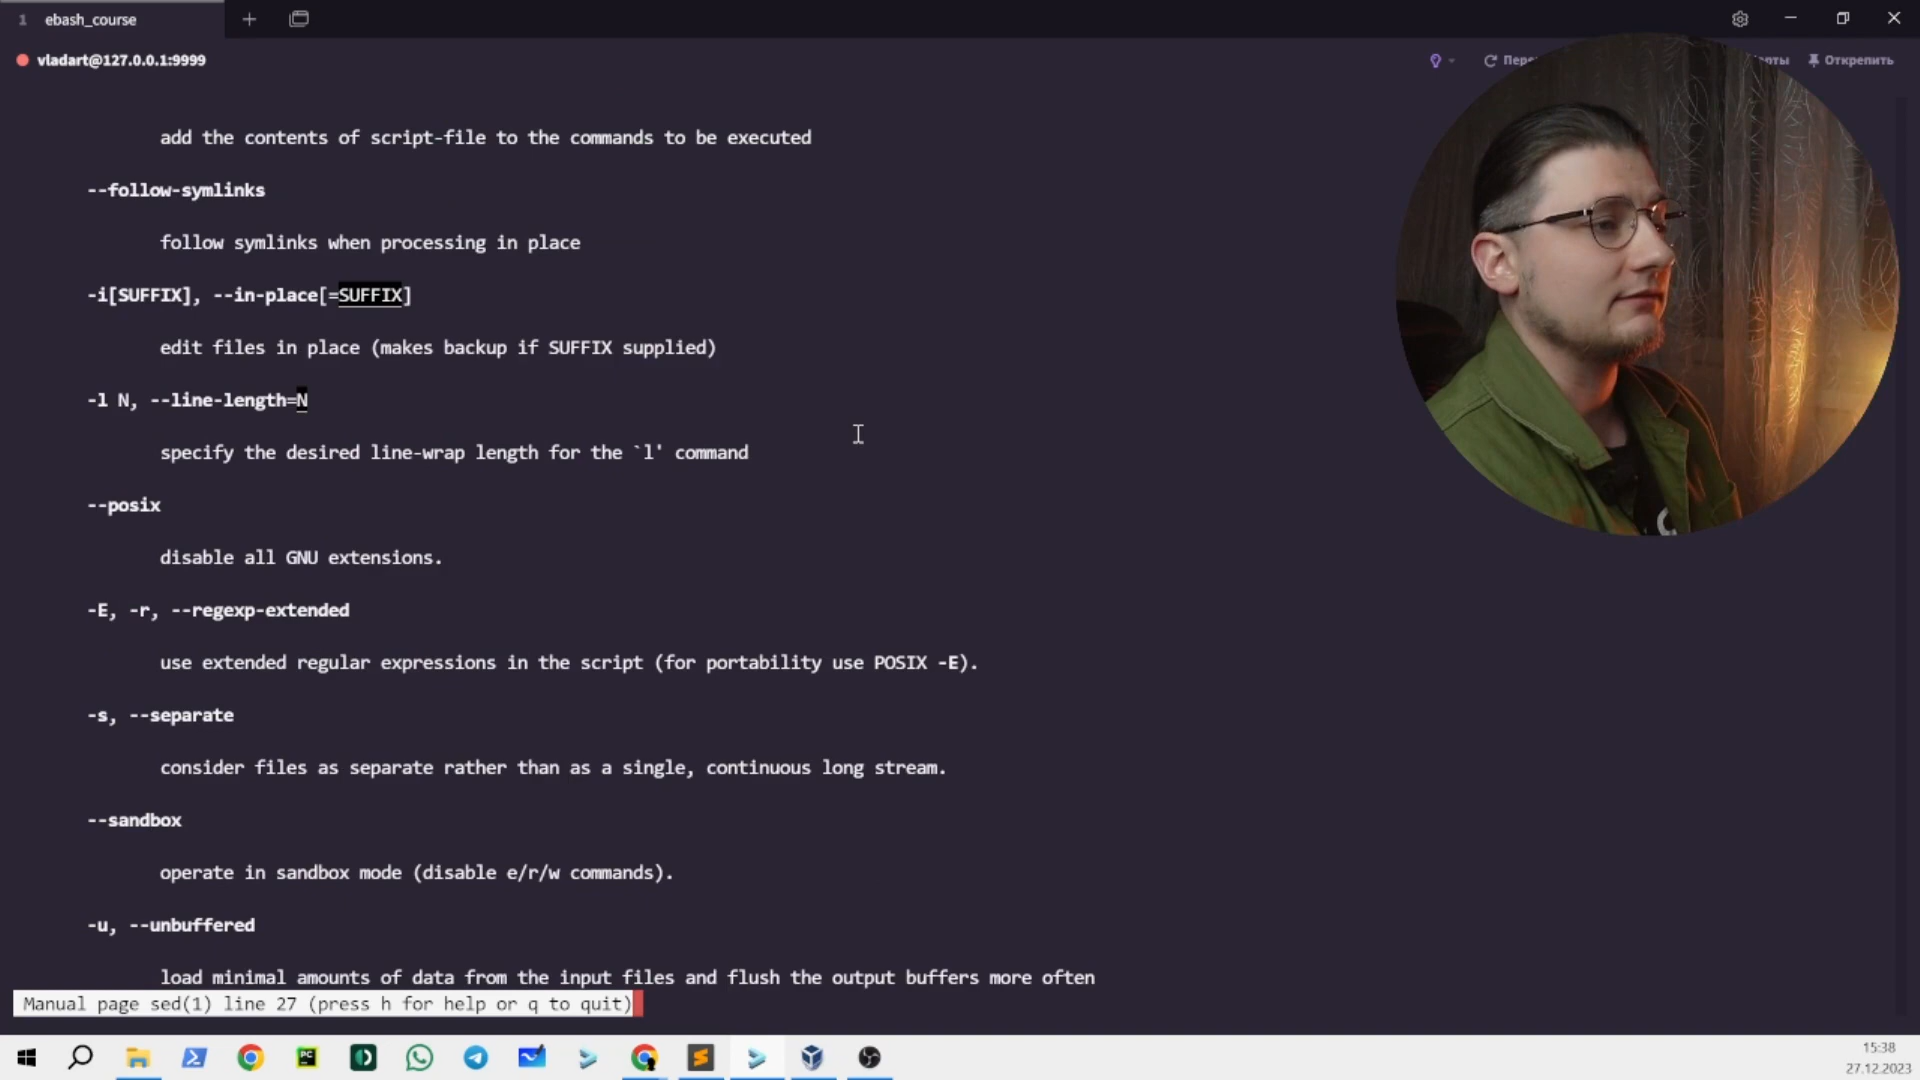 1 ebash_course
vladart@127.0.0.1:9999
Пере
рты
Открепить
add the contents of script-file to the commands to be executed
--follow-symlinks
follow symlinks when processing in place
-i[SUFFIX], --in-place[=SUFFIX]
edit files in place (makes backup if SUFFIX supplied)
-l N, --line-length=N
specify the desired line-wrap length for the `l' command
--posix
disable all GNU extensions.
-E, -r, --regexp-extended
use extended regular expressions in the script (for portability use POSIX -E).
-s, --separate
consider files as separate rather than as a single, continuous long stream.
--sandbox
operate in sandbox mode (disable e/r/w commands).
-u, --unbuffered
load minimal amounts of data from the input files and flush the output buffers more often
Manual page sed(1) line 27 (press h for help or q to quit)
PC
15:38
27.12.2023